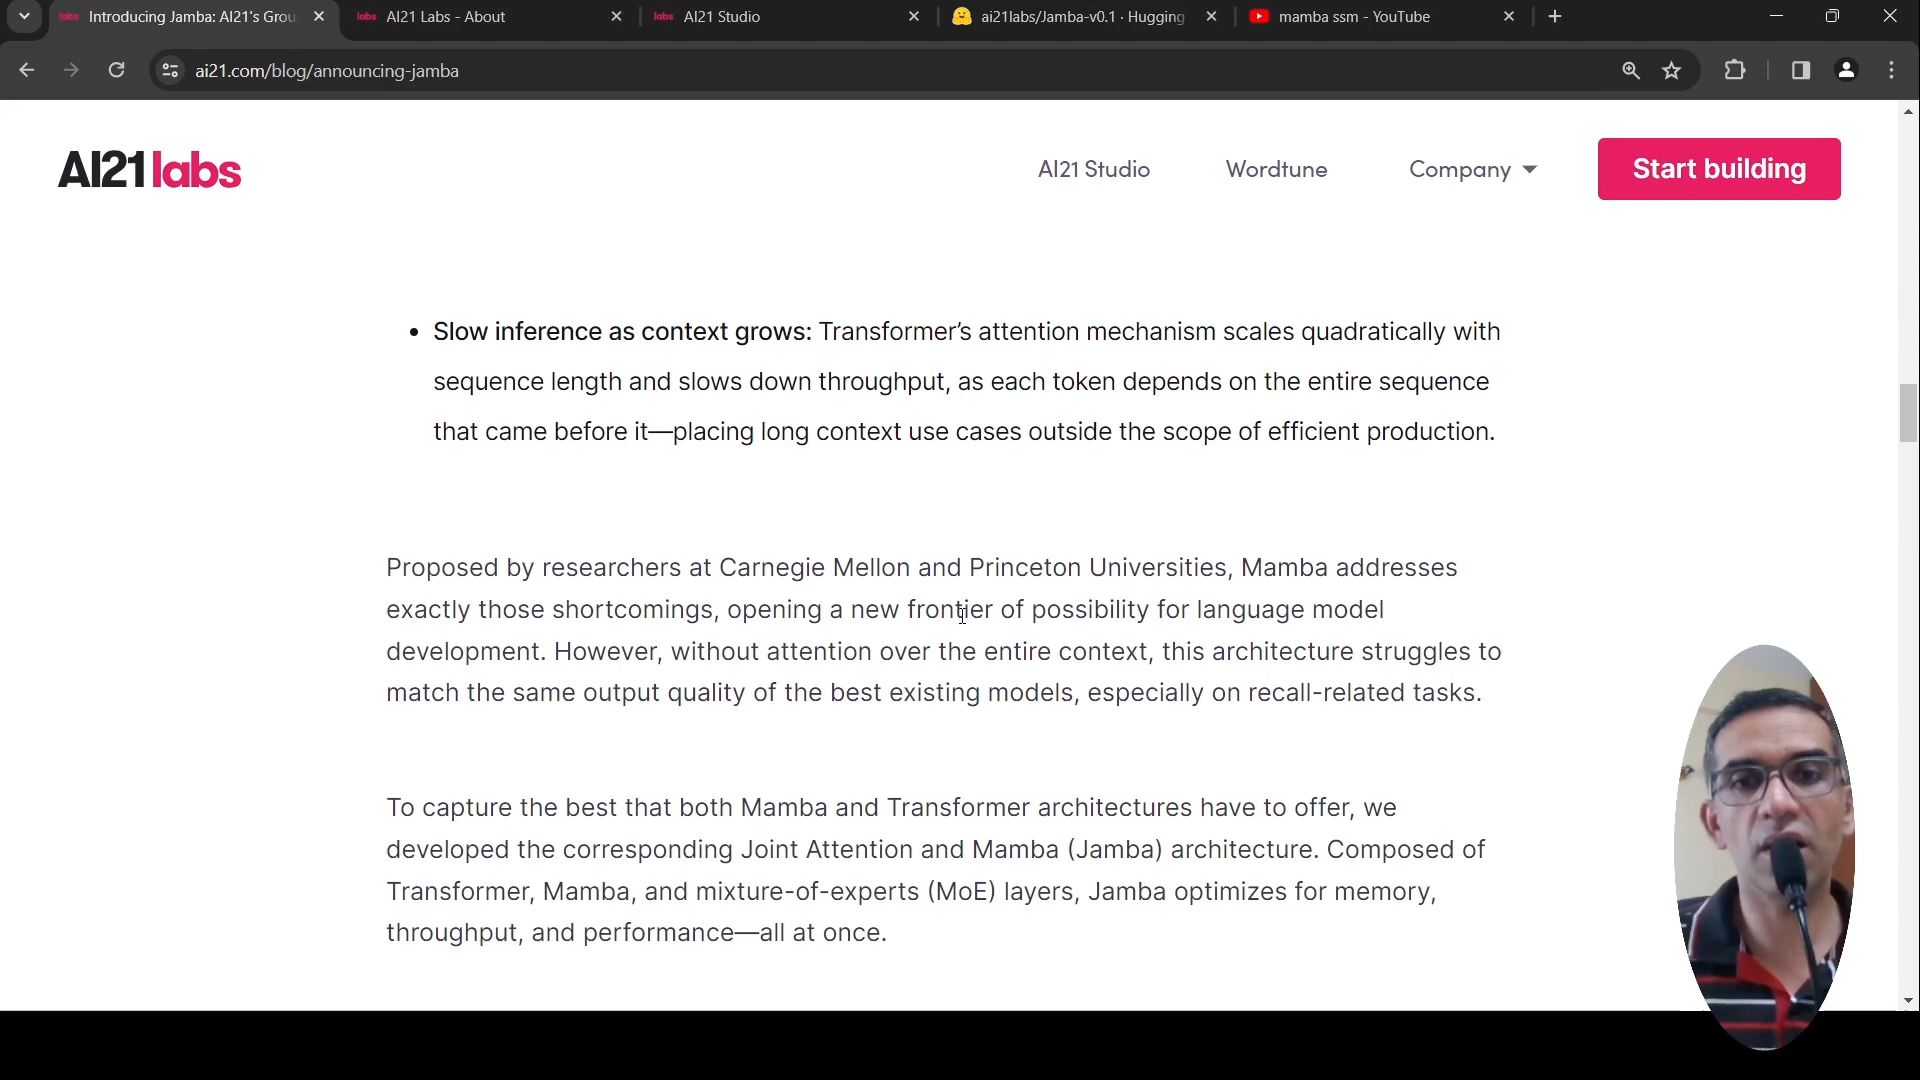 labs Introducing Jamba: AI21's Grou
labs AI21 Labs - About
labs AI21 Studio
ai21labs/Jamba-v0.1 · Hugging
mamba ssm - YouTube
ai21.com/blog/announcing-jamba
AI21labs
AI21 Studio
Wordtune
Company
Start building
• Slow inference as context grows: Transformer’s attention mechanism scales quadratically with
sequence length and slows down throughput, as each token depends on the entire sequence
that came before it—placing long context use cases outside the scope of efficient production.
Proposed by researchers at Carnegie Mellon and Princeton Universities, Mamba addresses
exactly those shortcomings, opening a new frontier of possibility for language model
development. However, without attention over the entire context, this architecture struggles to
match the same output quality of the best existing models, especially on recall-related tasks.
To capture the best that both Mamba and Transformer architectures have to offer, we
developed the corresponding Joint Attention and Mamba (Jamba) architecture. Composed of
Transformer, Mamba, and mixture-of-experts (MoE) layers, Jamba optimizes for memory,
throughput, and performance—all at once.